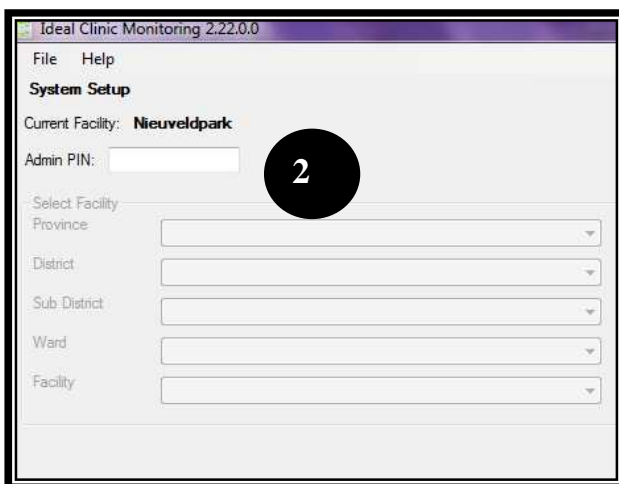 Ideal Clinic Monitoring 2.22.0.0
File Help
System Setup
Current Facility: Nieuveldpark
Admin PIN:
2
Select Facility
Province
District
Sub District
Ward
Facility